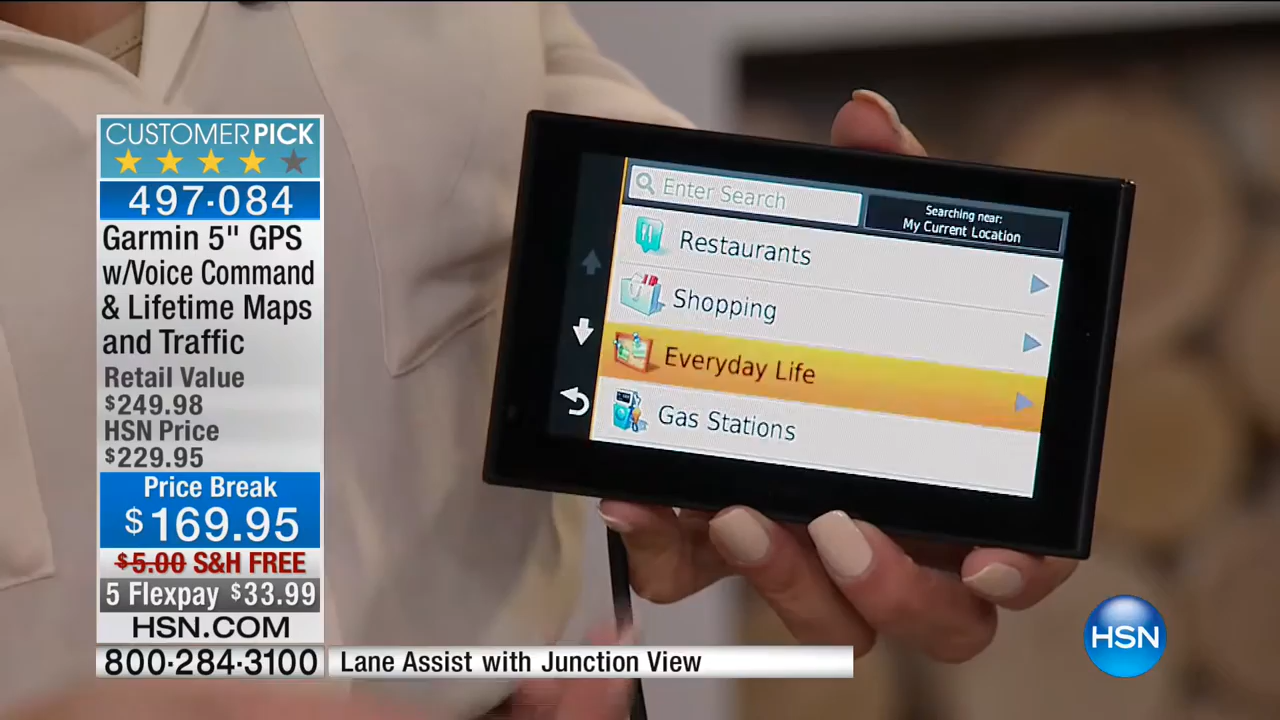 CUSTOMER PICK
497-084
Garmin 5" GPS
w/Voice Command
& Lifetime Maps
and Traffic
Retail Value
$249.98
HSN Price
$229.95
Price Break
$169.95
$5.00 S&H FREE
5 Flexpay $33.99
HSN.COM
800-284-3100
Lane Assist with Junction View
Enter Search
Searching near:
My Current Location
Restaurants
Shopping
Everyday Life
Gas Stations
HSN